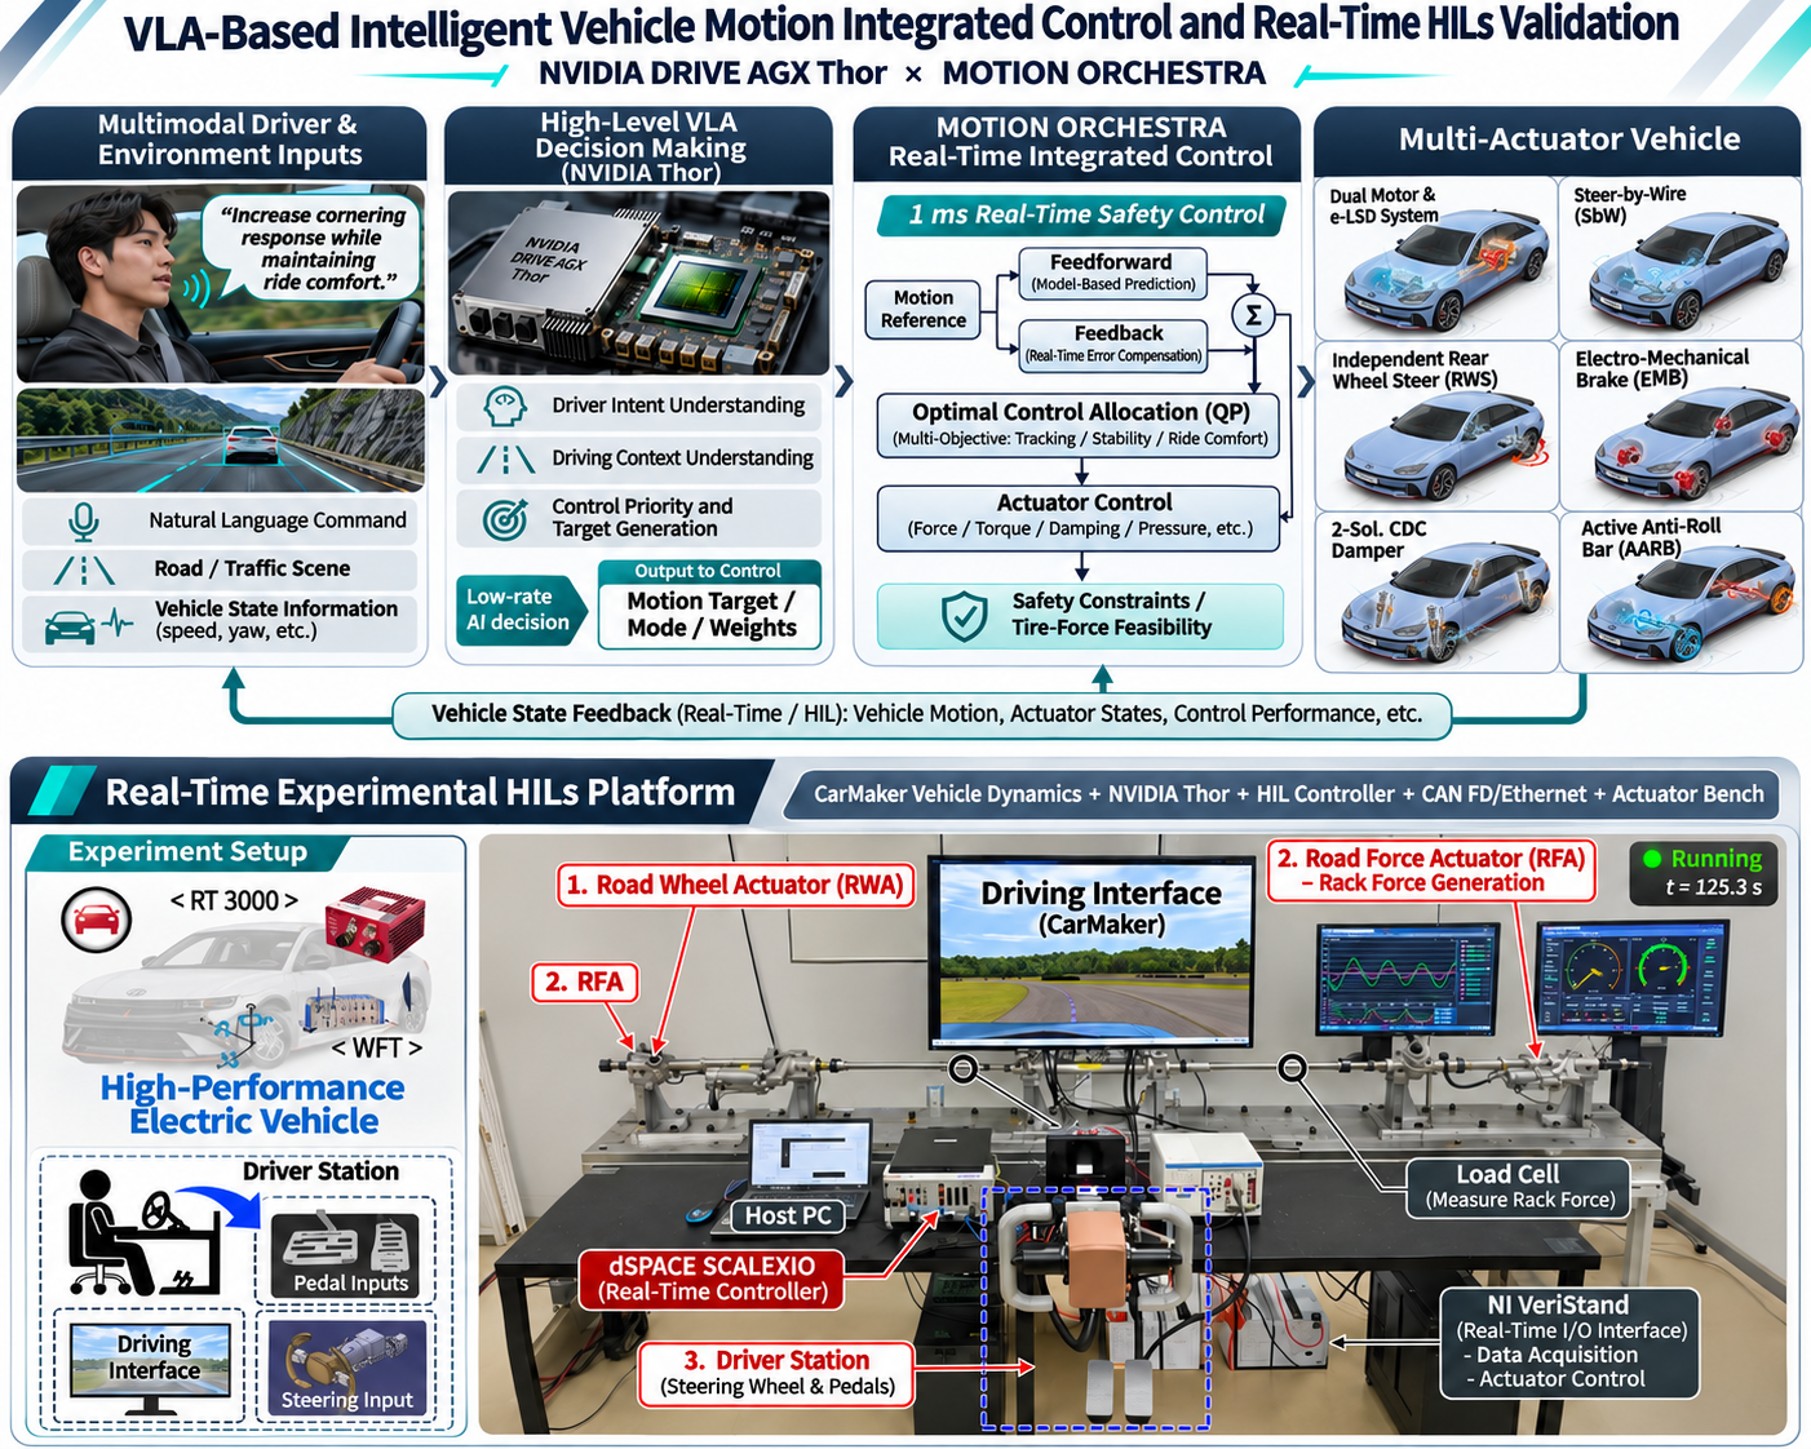 VLA-Based Intelligent Vehicle Motion Integrated Control and Real-Time HILs Validation
NVIDIA DRIVE AGX Thor × MOTION ORCHESTRA
Multimodal Driver &
Environment Inputs
“Increase cornering
response while
maintaining
ride comfort.”
Natural Language Command
Road / Traffic Scene
Vehicle State Information
(speed, yaw, etc.)
High-Level VLA
Decision Making
(NVIDIA Thor)
NVIDIA
DRIVE AGX
Thor
Driver Intent Understanding
Driving Context Understanding
Control Priority and
Target Generation
Low-rate
AI decision
Output to Control
Motion Target /
Mode / Weights
MOTION ORCHESTRA
Real-Time Integrated Control
1 ms Real-Time Safety Control
Motion
Reference
Feedforward
(Model-Based Prediction)
Feedback
(Real-Time Error Compensation)
Σ
Optimal Control Allocation (QP)
(Multi-Objective: Tracking / Stability / Ride Comfort)
Actuator Control
(Force / Torque / Damping / Pressure, etc.)
Safety Constraints /
Tire-Force Feasibility
Multi-Actuator Vehicle
Dual Motor &
e-LSD System
Steer-by-Wire
(SbW)
Independent Rear
Wheel Steer (RWS)
Electro-Mechanical
Brake (EMB)
2-Sol. CDC
Damper
Active Anti-Roll
Bar (AARB)
Vehicle State Feedback (Real-Time / HIL): Vehicle Motion, Actuator States, Control Performance, etc.
Real-Time Experimental HILs Platform
CarMaker Vehicle Dynamics + NVIDIA Thor + HIL Controller + CAN FD/Ethernet + Actuator Bench
Experiment Setup
< RT 3000 >
< WFT >
High-Performance
Electric Vehicle
Driver Station
Pedal Inputs
Driving
Interface
Steering Input
1. Road Wheel Actuator (RWA)
2. RFA
Driving Interface
(CarMaker)
2. Road Force Actuator (RFA)
– Rack Force Generation
Running
t = 125.3 s
Load Cell
(Measure Rack Force)
Host PC
dSPACE SCALEXIO
(Real-Time Controller)
3. Driver Station
(Steering Wheel & Pedals)
NI VeriStand
(Real-Time I/O Interface)
- Data Acquisition
- Actuator Control